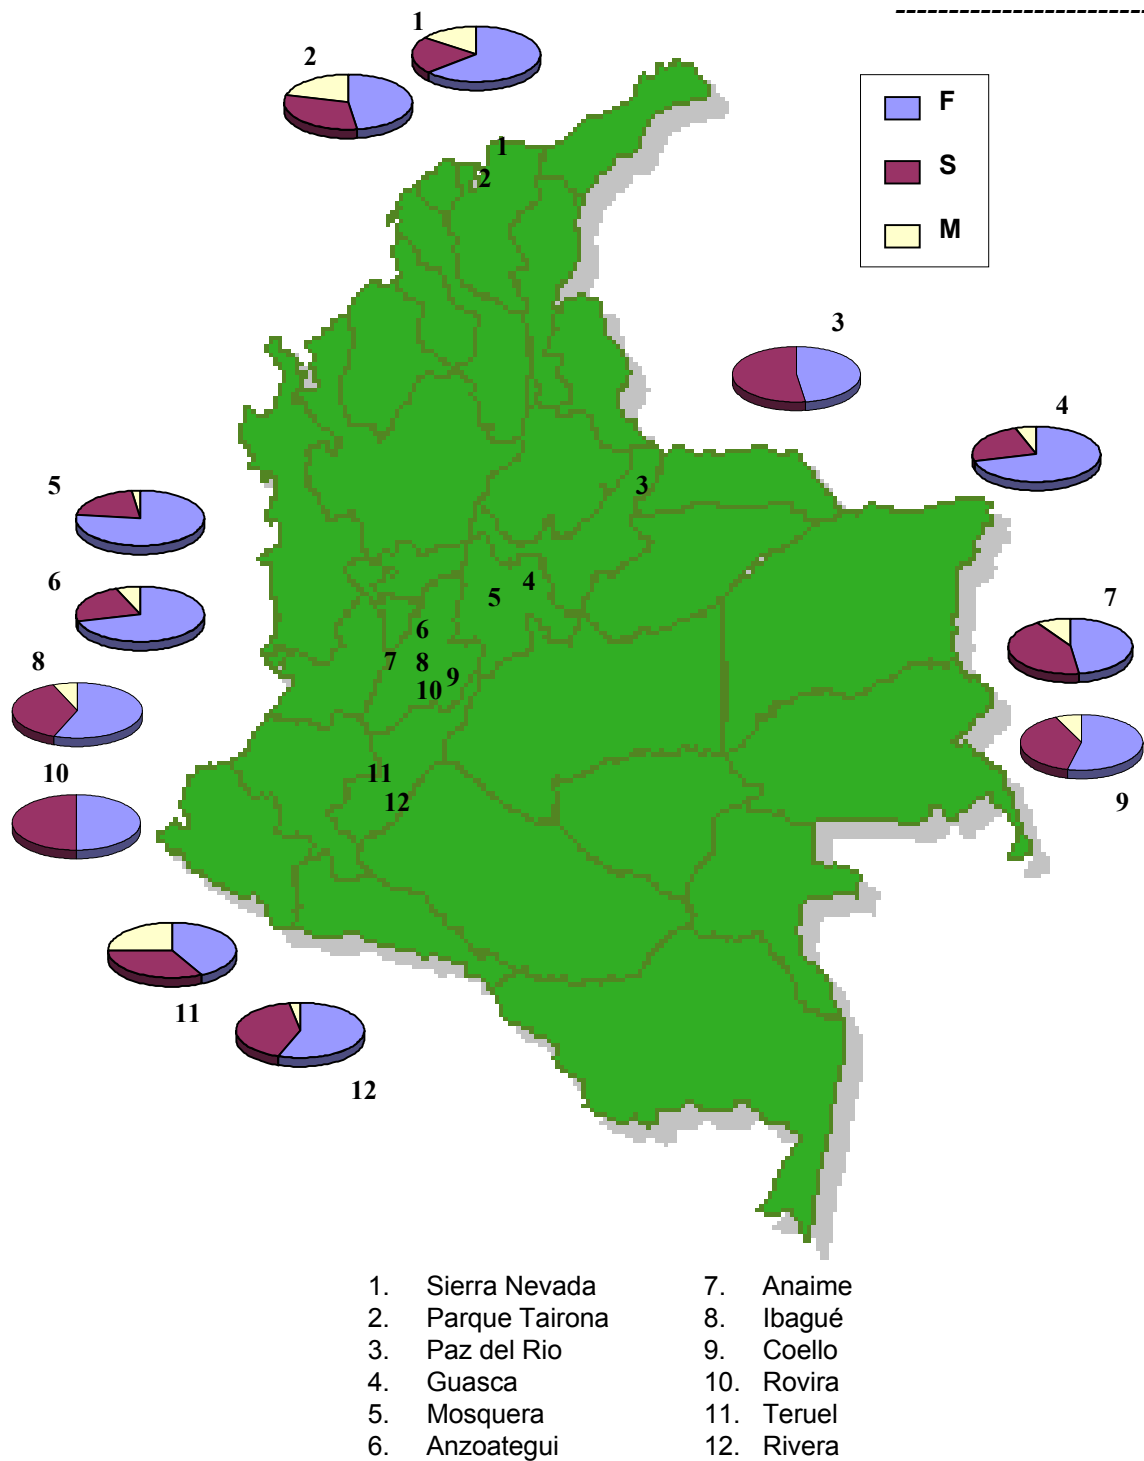 1
2
F
S
M
1
2
3
4
3
5
4
5
6
6
7
7
8
8
9
10
10
9
11
12
11
12
1. Sierra Nevada
2. Parque Tairona
3. Paz del Rio
4. Guasca
5. Mosquera
6. Anzoategui
7. Anaime
8. Ibagué
9. Coello
10. Rovira
11. Teruel
12. Rivera